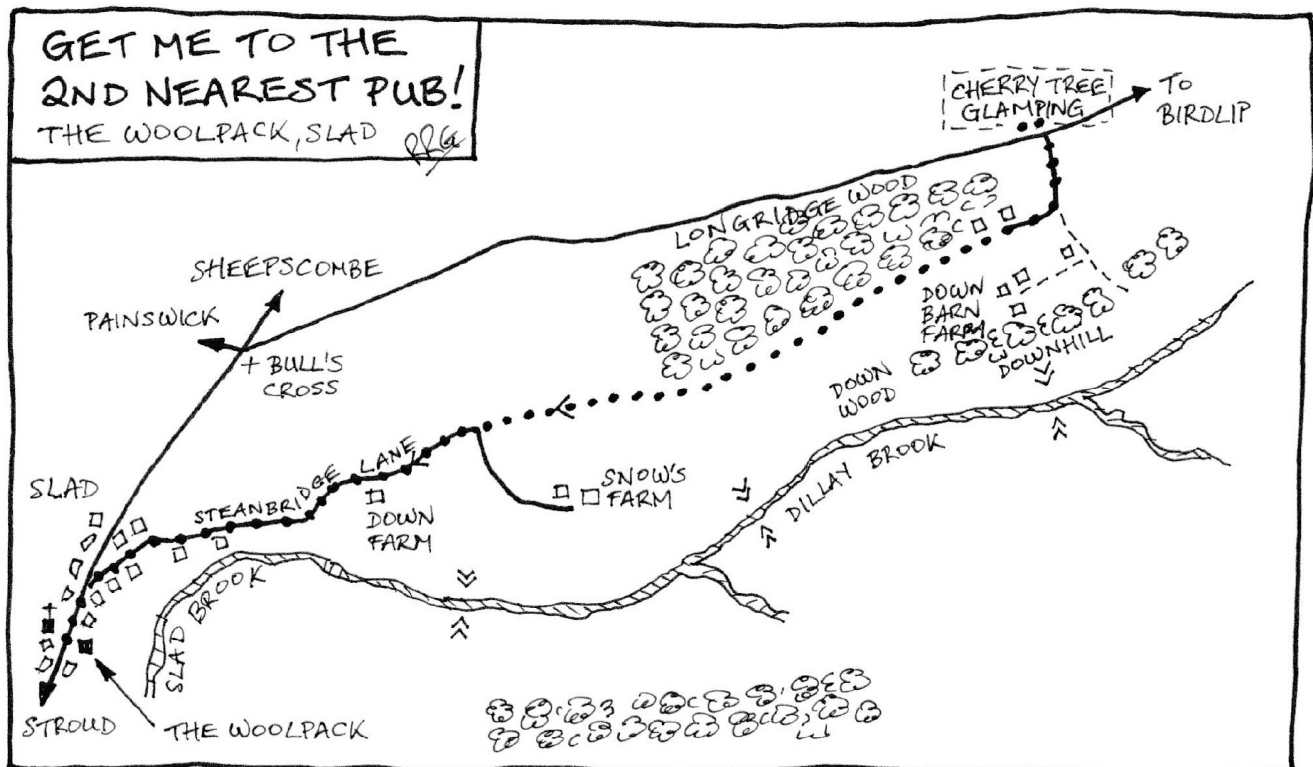 GET ME TO THE
2ND NEAREST PUB!
THE WOOLPACK, SLAD
RRG
CHERRY TREE
GLAMPING
TO
BIRDLIP
LONGRIDGE WOOD
SHEEPSCOMBE
PAINSWICK
+ BULL'S
CROSS
DOWN
BARN
FARM
DOWNHILL
DOWN
WOOD
DILLAY BROOK
SNOW'S
FARM
STEANBRIDGE LANE
DOWN
FARM
SLAD
SLAD BROOK
STROUD
THE WOOLPACK